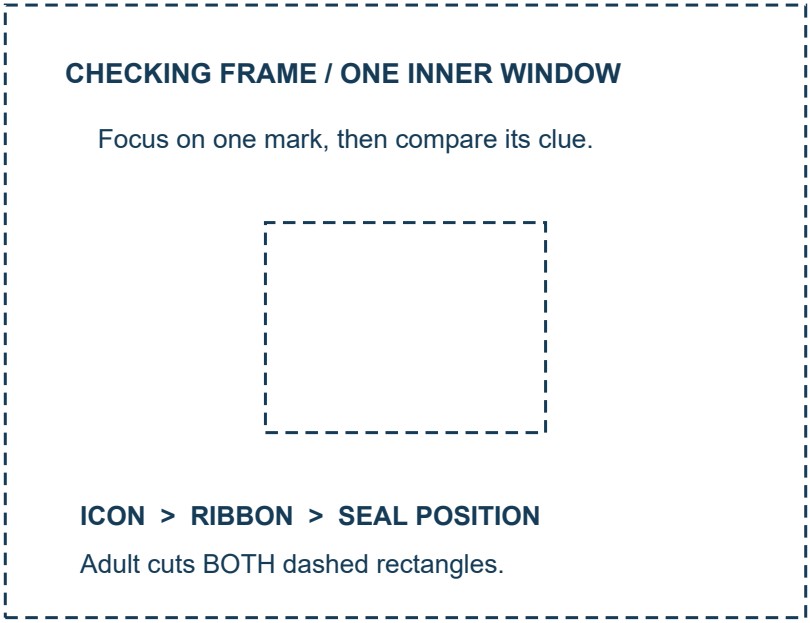 CHECKING FRAME / ONE INNER WINDOW
Focus on one mark, then compare its clue.
ICON > RIBBON > SEAL POSITION
Adult cuts BOTH dashed rectangles.